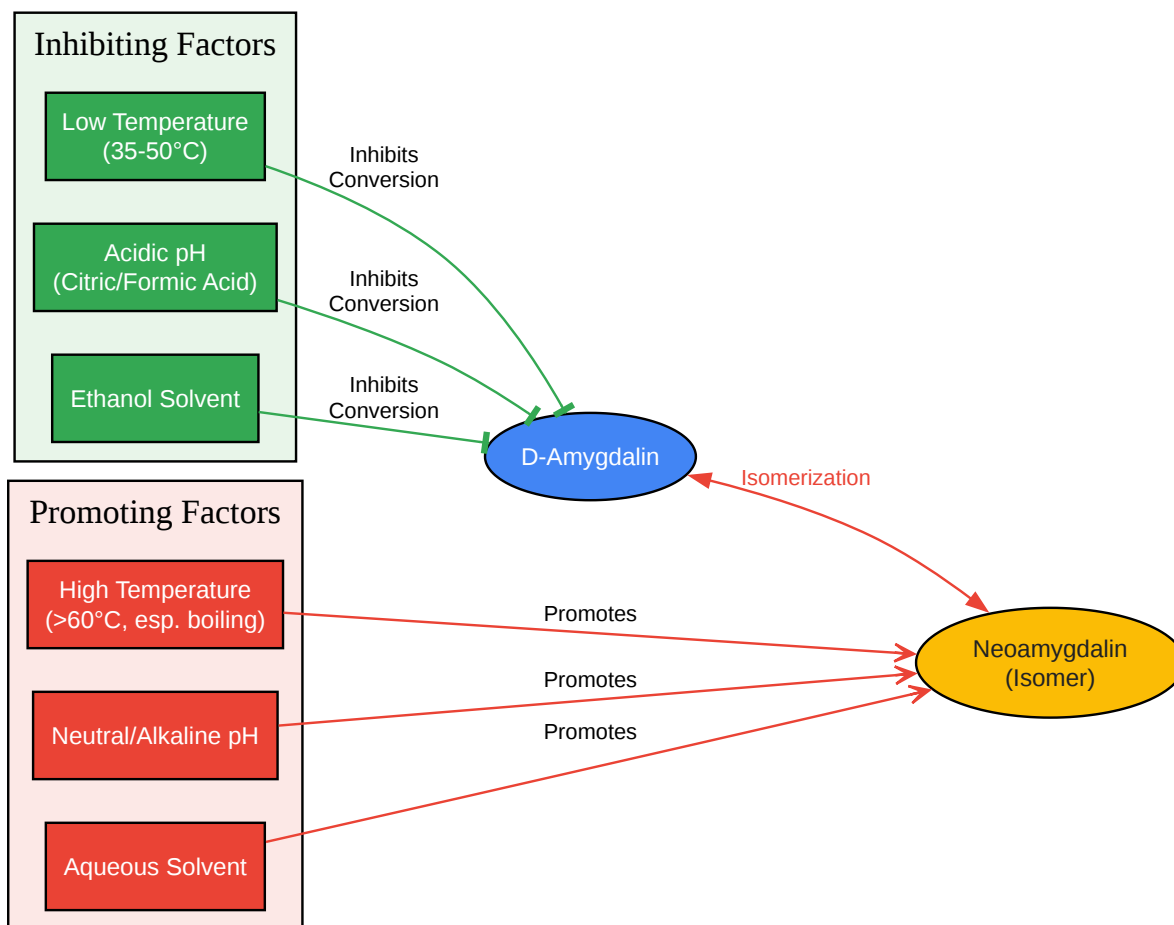 Inhibiting Factors
Low Temperature
(35-50°C)
Acidic pH
(Citric/Formic Acid)
Ethanol Solvent
Inhibits
Conversion
Inhibits
Conversion
Inhibits
Conversion
D-Amygdalin
Isomerization
Promoting Factors
High Temperature
(>60°C, esp. boiling)
Neutral/Alkaline pH
Aqueous Solvent
Promotes
Promotes
Promotes
Neoamygdalin
(Isomer)